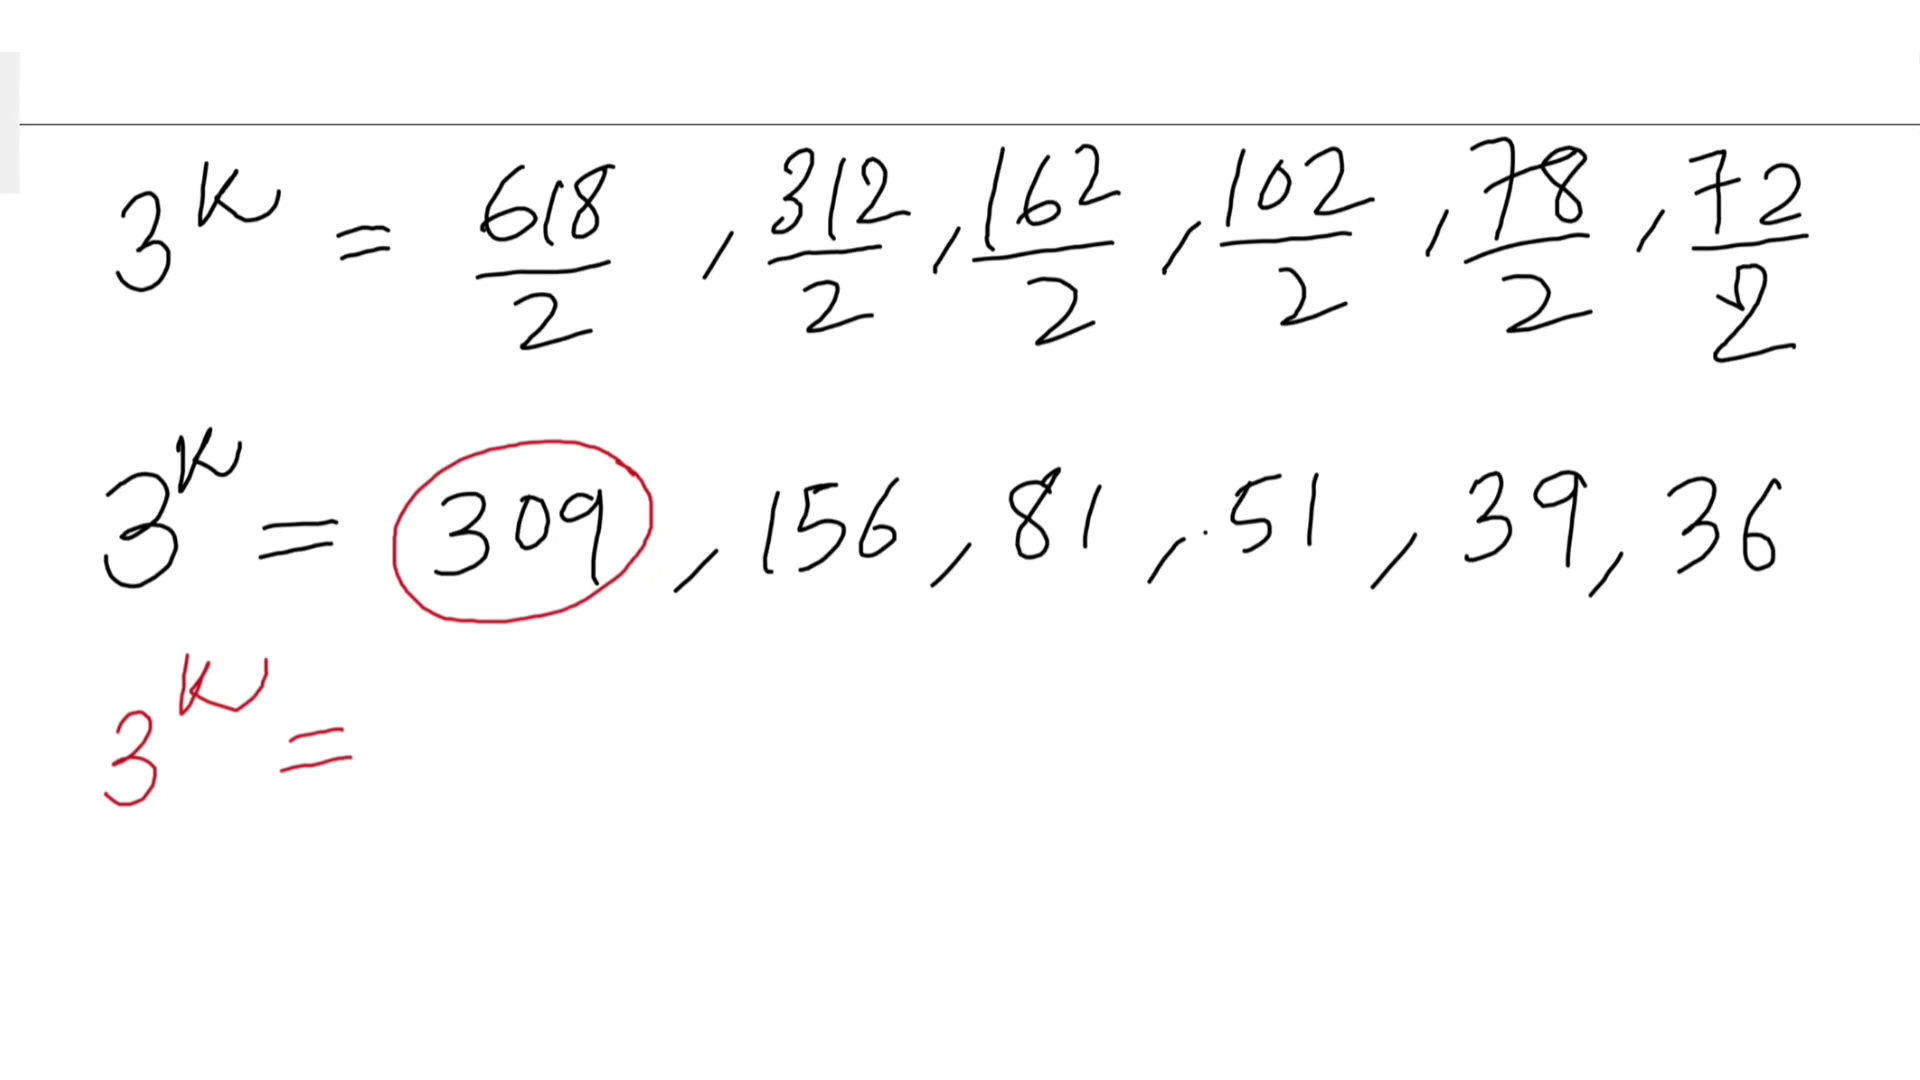 3^k = 618/2 , 312/2 , 162/2 , 102/2 , 78/2 , 72/2
3^k = 309 , 156 , 81 , 51 , 39 , 36
3^k =